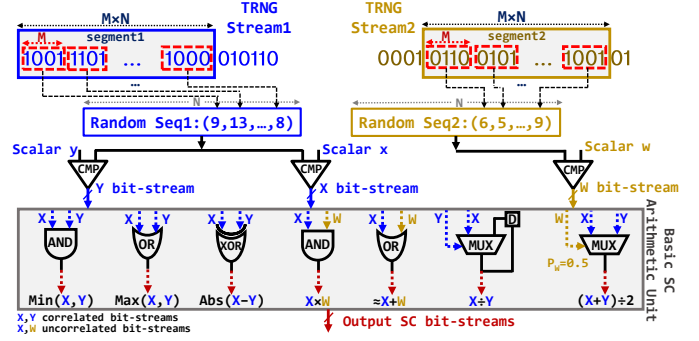 M×N
TRNG
Stream1
segment1
M
1001 1101 ... 1000 010110
...
N
Random Seq1:(9,13,…,8)
TRNG
Stream2
M×N
segment2
M
0001 0110 0101 ... 1001 01
...
N
Random Seq2:(6,5,…,9)
Scalar y
CMP
Y bit-stream
Scalar x
CMP
X bit-stream
Scalar w
CMP
W bit-stream
Basic SC
Arithmetic Unit
X Y
AND
Min(X,Y)
X Y
OR
Max(X,Y)
X Y
XOR
Abs(X-Y)
X W
AND
X×W
X W
OR
≈X+W
Y X
D
MUX
X÷Y
W X Y
MUX
P_W=0.5
(X+Y)÷2
X,Y correlated bit-streams
X,W uncorrelated bit-streams
Output SC bit-streams